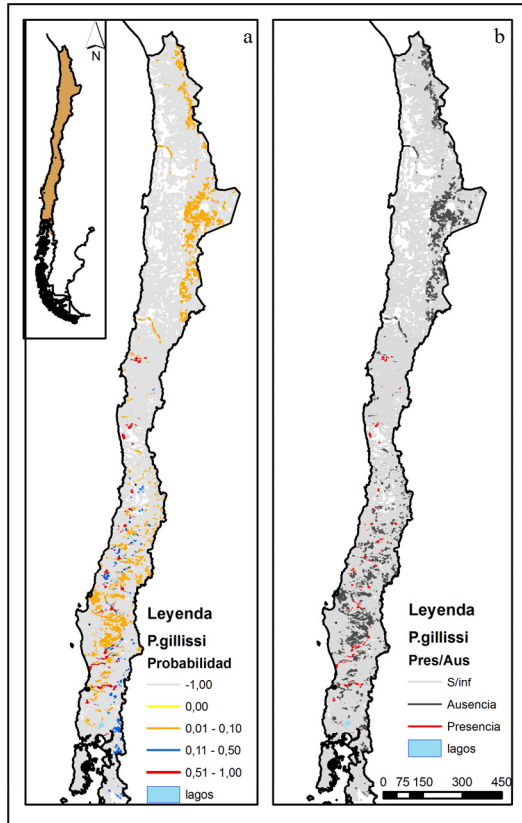 N
a
b
Leyenda
P.gillissi
Probabilidad
-1,00
0,00
0,01 - 0,10
0,11 - 0,50
0,51 - 1,00
lagos
Leyenda
P.gillissi
Pres/Aus
S/inf
Ausencia
Presencia
lagos
0 75 150 300 450